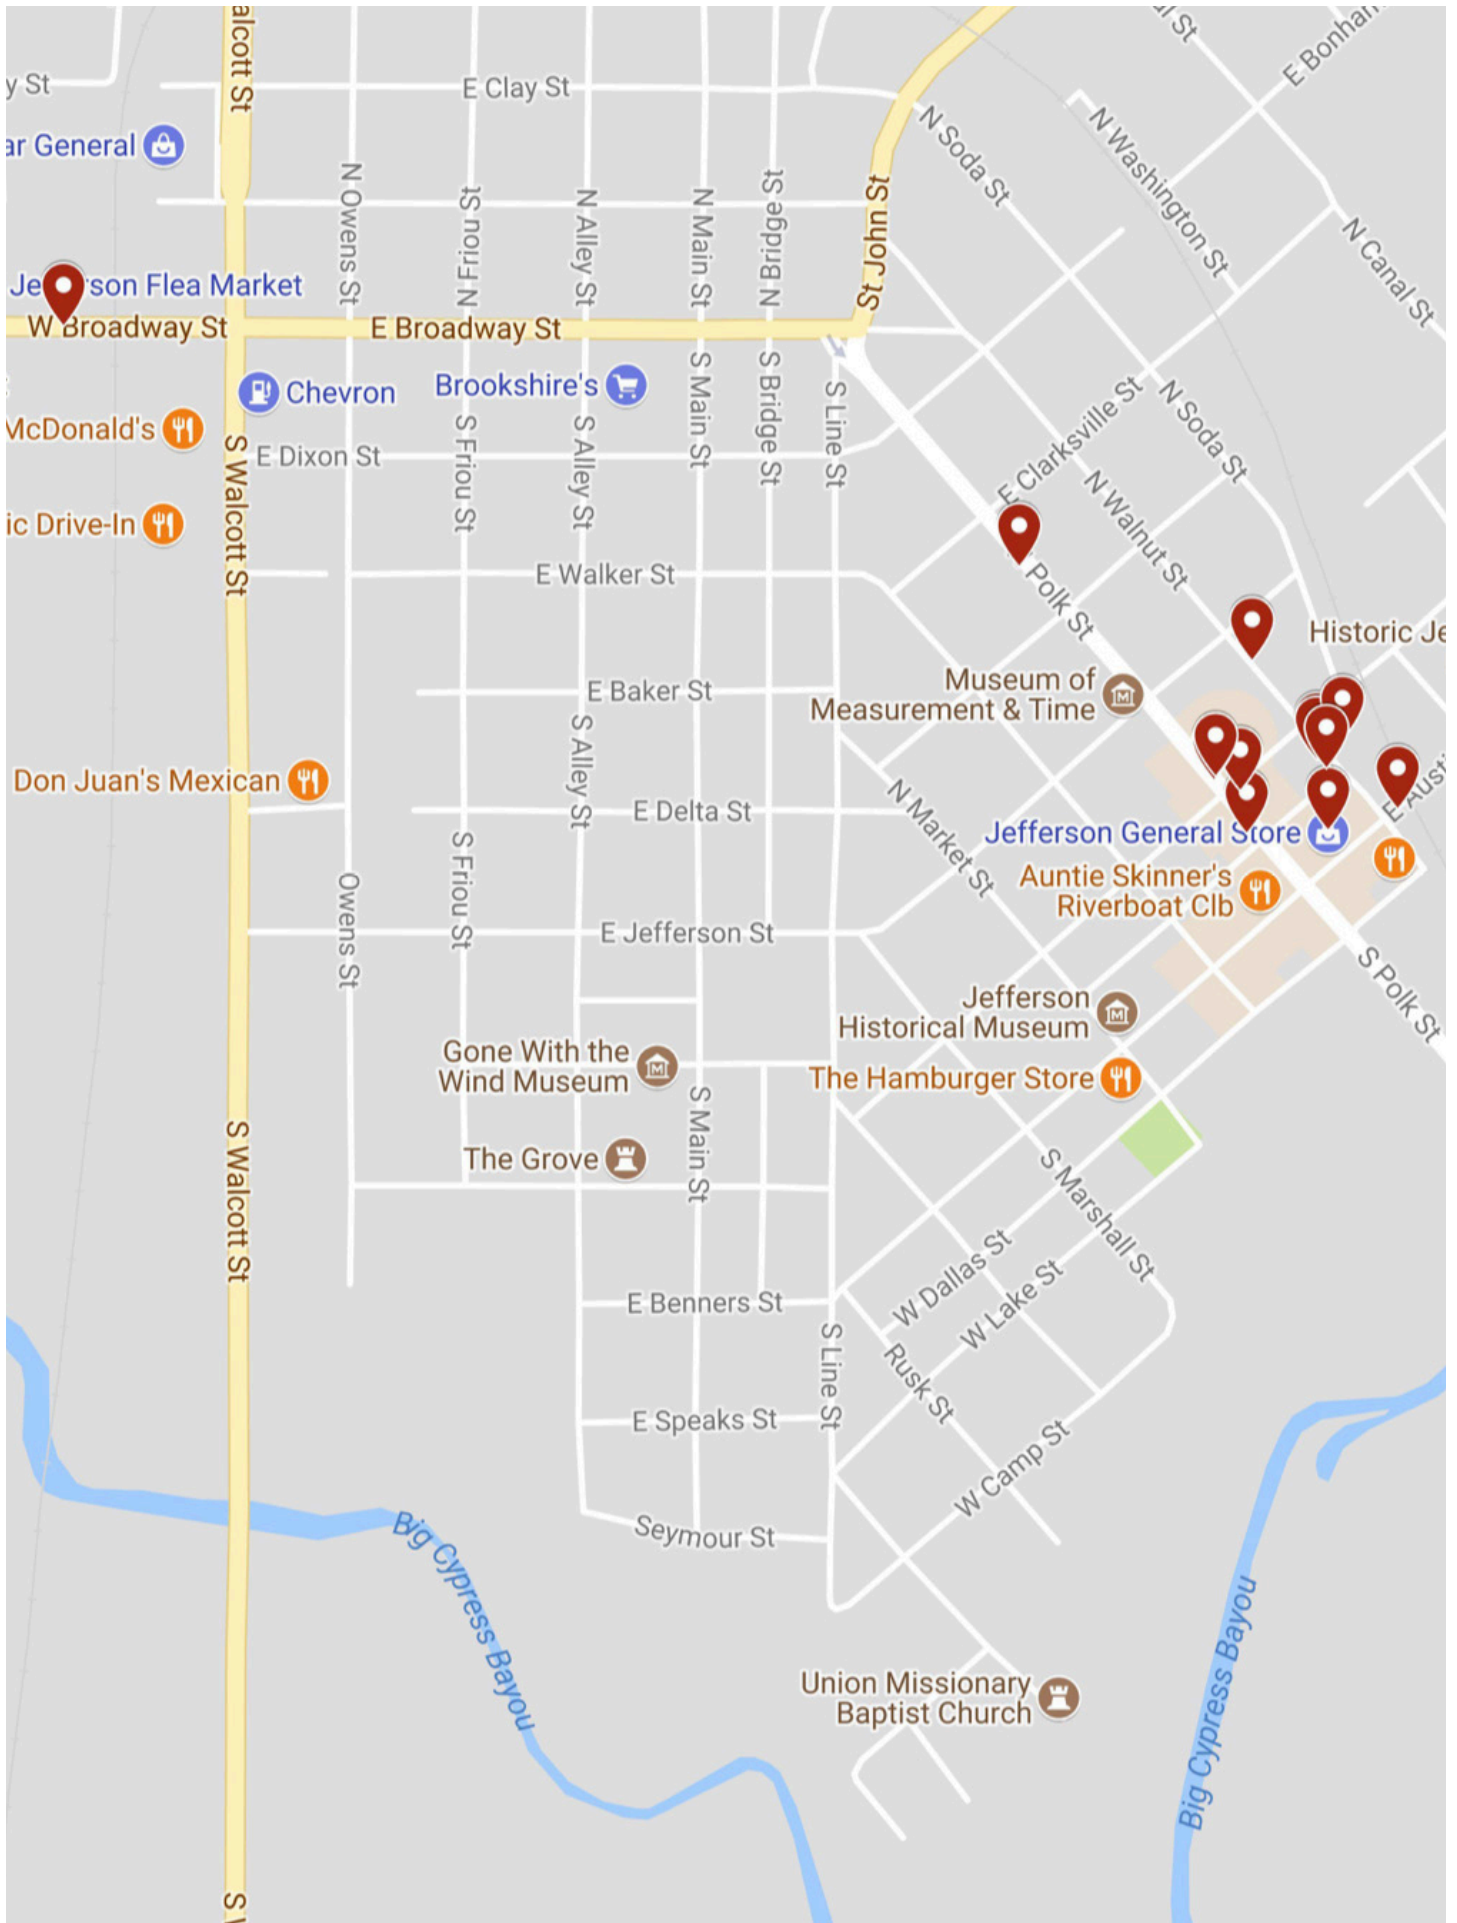 alcott St
al St
E Bonham
y St
E Clay St
N Soda St
N Washington St
ar General
N Owens St
N Friou St
N Alley St
N Main St
N Bridge St
St John St
N Canal St
Jefferson Flea Market
W Broadway St
E Broadway St
Chevron
Brookshire's
McDonald's
S Main St
S Bridge St
S Line St
E Clarksville St
N Soda St
E Dixon St
S Friou St
S Alley St
S Walcott St
ic Drive-In
N Walnut St
E Walker St
Polk St
Historic Je
Museum of
Measurement & Time
E Baker St
S Alley St
Don Juan's Mexican
E Delta St
N Market St
E Austi
Jefferson General Store
Auntie Skinner's
Riverboat Clb
S Friou St
Owens St
E Jefferson St
S Polk St
Jefferson
Historical Museum
Gone With the
Wind Museum
The Hamburger Store
S Main St
The Grove
S Walcott St
S Marshall St
W Dallas St
W Lake St
E Benners St
S Line St
Rusk St
E Speaks St
W Camp St
Seymour St
Big Cypress Bayou
Big Cypress Bayou
Union Missionary
Baptist Church
S